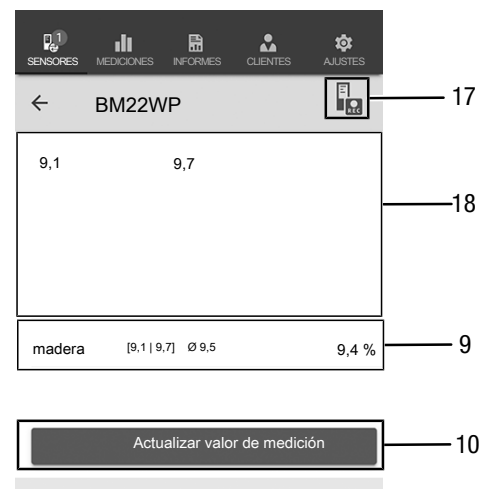 1
SENSORES MEDICIONES INFORMES CLIENTES AJUSTES
BM22WP
REC
17
9,1 9,7
18
madera [9,1 | 9,7] Ø 9,5 9,4 %
9
Actualizar valor de medición
10